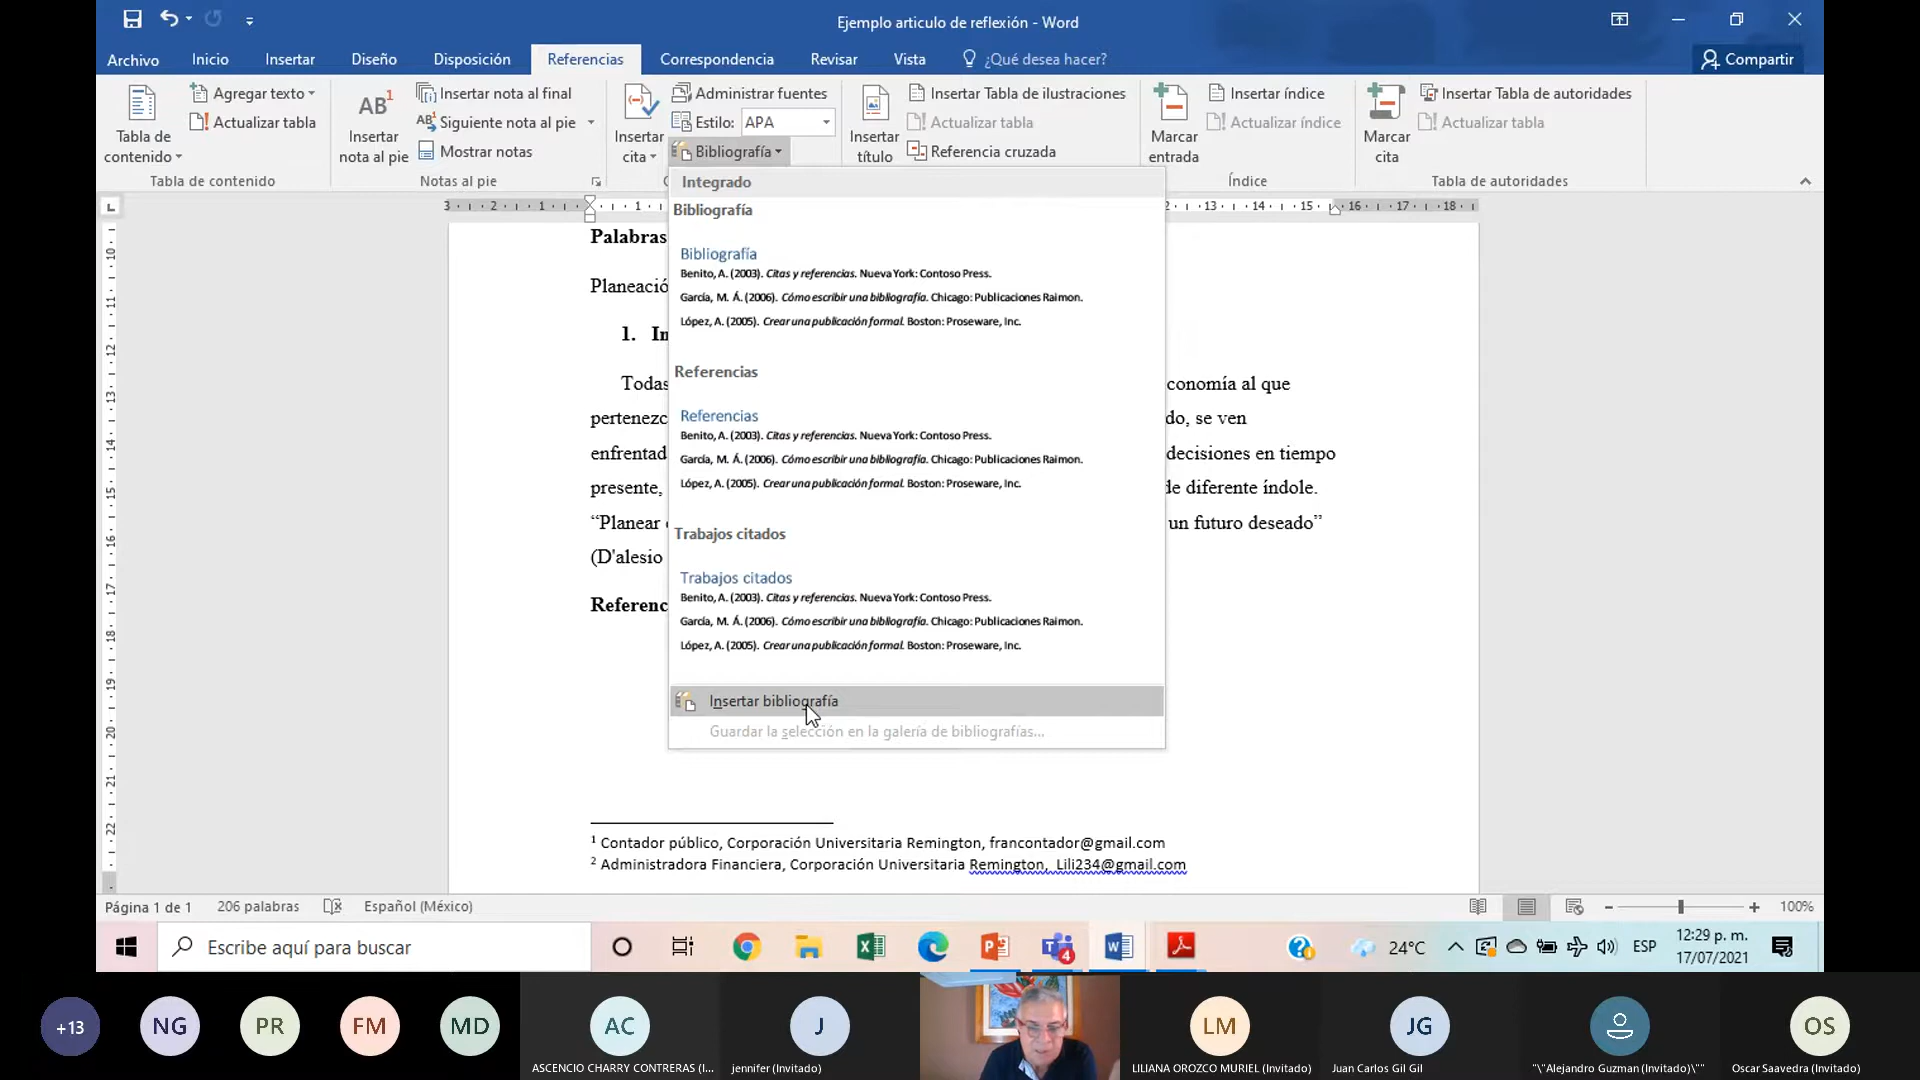 Ejemplo articulo de reflexión - Word
Archivo Inicio Insertar Diseño Disposición Referencias Correspondencia Revisar Vista ¿Qué desea hacer? Compartir
Tabla de contenido
Agregar texto
Actualizar tabla
Tabla de contenido
AB1
Insertar nota al pie
Insertar nota al final
Siguiente nota al pie
Mostrar notas
Notas al pie
Insertar cita
Administrar fuentes
Estilo: APA
Bibliografía
Insertar título
Insertar Tabla de ilustraciones
Actualizar tabla
Referencia cruzada
Marcar entrada
Insertar índice
Actualizar índice
Índice
Marcar cita
Insertar Tabla de autoridades
Actualizar tabla
Tabla de autoridades
Integrado
Bibliografía
Bibliografía
Benito, A. (2003). Citas y referencias. Nueva York: Contoso Press.
García, M. Á. (2006). Cómo escribir una bibliografía. Chicago: Publicaciones Raimon.
López, A. (2005). Crear una publicación formal. Boston: Proseware, Inc.
Referencias
Referencias
Benito, A. (2003). Citas y referencias. Nueva York: Contoso Press.
García, M. Á. (2006). Cómo escribir una bibliografía. Chicago: Publicaciones Raimon.
López, A. (2005). Crear una publicación formal. Boston: Proseware, Inc.
Trabajos citados
Trabajos citados
Benito, A. (2003). Citas y referencias. Nueva York: Contoso Press.
García, M. Á. (2006). Cómo escribir una bibliografía. Chicago: Publicaciones Raimon.
López, A. (2005). Crear una publicación formal. Boston: Proseware, Inc.
Insertar bibliografía
Guardar la selección en la galería de bibliografías...
Palabras
Planeació
1. In
Todas conomía al que
pertenezc do, se ven
enfrentad decisiones en tiempo
presente, de diferente índole.
“Planear un futuro deseado”
(D'alesio
Referenc
1 Contador público, Corporación Universitaria Remington, francontador@gmail.com
2 Administradora Financiera, Corporación Universitaria Remington, Lili234@gmail.com
Página 1 de 1 206 palabras Español (México) 100%
Escribe aquí para buscar
4
24°C ESP
12:29 p. m.
17/07/2021
+13 NG PR FM MD AC J LM JG OS
ASCENCIO CHARRY CONTRERAS (I... jennifer (Invitado) LILIANA OROZCO MURIEL (Invitado) Juan Carlos Gil Gil "\"Alejandro Guzman (Invitado)\"" Oscar Saavedra (Invitado)